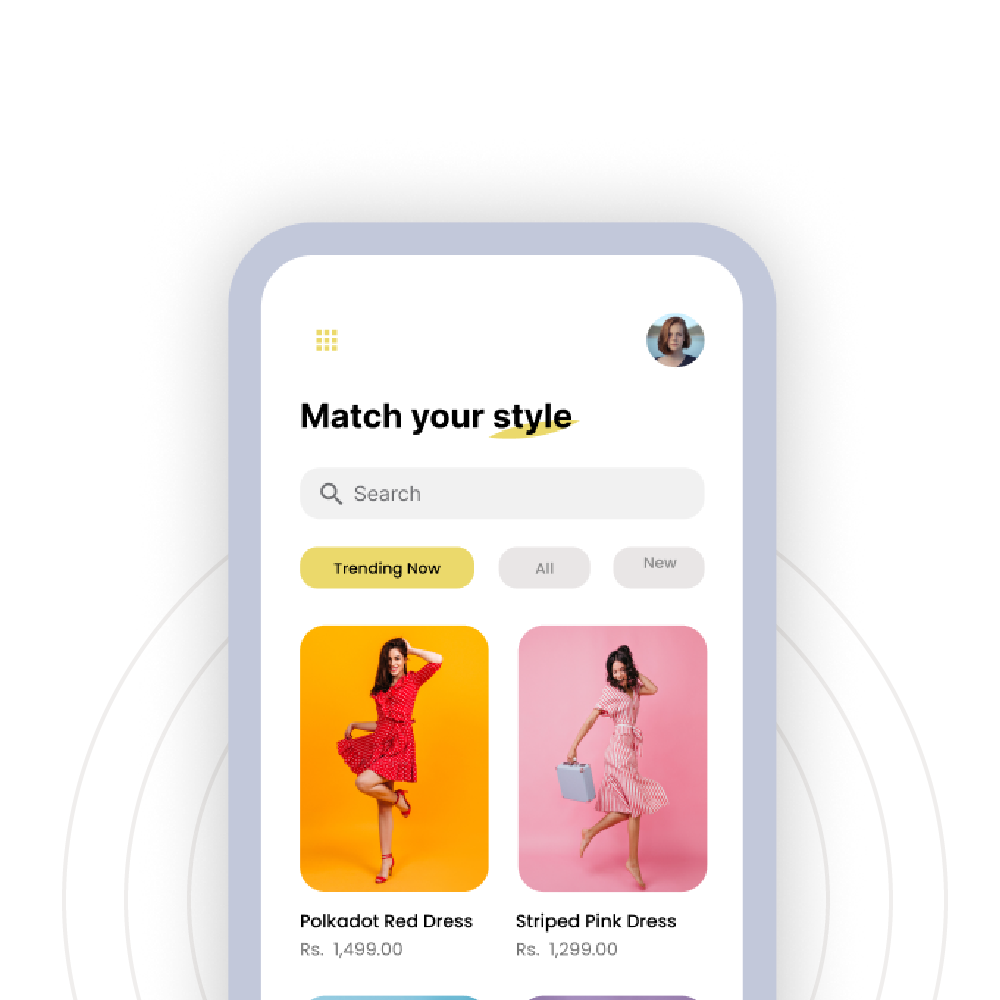 Match your style
Search
Trending Now
All
New
Polkadot Red Dress
Striped Pink Dress
Rs. 1,499.00
Rs. 1,299.00